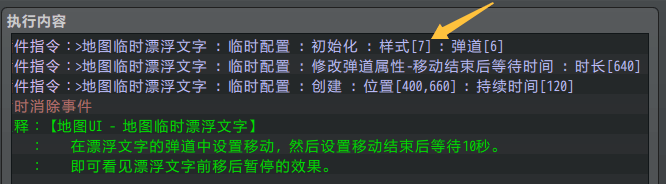 执行内容
件指令：>地图临时漂浮文字 : 临时配置 : 初始化 : 样式[7] : 弹道[6]
件指令：>地图临时漂浮文字 : 临时配置 : 修改弹道属性-移动结束后等待时间 : 时长[640]
件指令：>地图临时漂浮文字 : 临时配置 : 创建 : 位置[400,660] : 持续时间[120]
时消除事件
释：【地图UI - 地图临时漂浮文字】
：    在漂浮文字的弹道中设置移动，然后设置移动结束后等待10秒。
：    即可看见漂浮文字前移后暂停的效果。